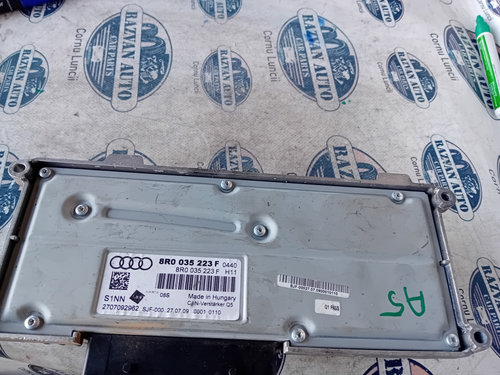 RAZVAN AUTO
CAR PARTS
Cornu Luncii
8R0 035 223 F 0440
8R0 035 223 F H11
08S
Made in Hungary
S1NN
CAN-Verstärker Q5
2707092962 SJF-000 27.07.09 0001 0110
A5